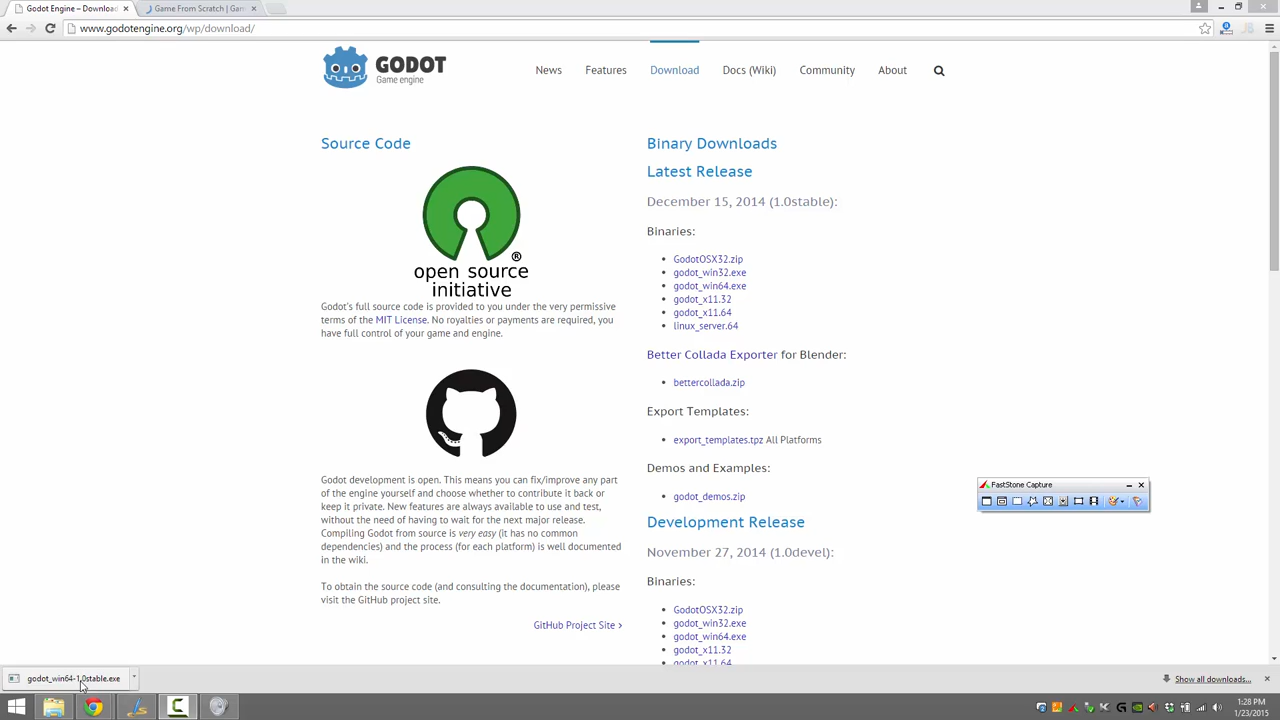 Godot Engine – Download
Game From Scratch | Game
www.godotengine.org/wp/download/
GODOT
Game engine
News
Features
Download
Docs (Wiki)
Community
About
Source Code
open source
initiative
®
Godot's full source code is provided to you under the very permissive
terms of the MIT License. No royalties or payments are required, you
have full control of your game and engine.
Godot development is open. This means you can fix/improve any part
of the engine yourself and choose whether to contribute it back or
keep it private. New features are always available to use and test,
without the need of having to wait for the next major release.
Compiling Godot from source is very easy (it has no common
dependencies) and the process (for each platform) is well documented
in the wiki.
To obtain the source code (and consulting the documentation), please
visit the GitHub project site.
GitHub Project Site ›
Binary Downloads
Latest Release
December 15, 2014 (1.0stable):
Binaries:
• GodotOSX32.zip
• godot_win32.exe
• godot_win64.exe
• godot_x11.32
• godot_x11.64
• linux_server.64
Better Collada Exporter for Blender:
• bettercollada.zip
Export Templates:
• export_templates.tpz All Platforms
Demos and Examples:
• godot_demos.zip
Development Release
November 27, 2014 (1.0devel):
Binaries:
• GodotOSX32.zip
• godot_win32.exe
• godot_win64.exe
• godot_x11.32
• godot_x11.64
FastStone Capture
godot_win64-1.0stable.exe
Show all downloads...
1:28 PM
1/23/2015